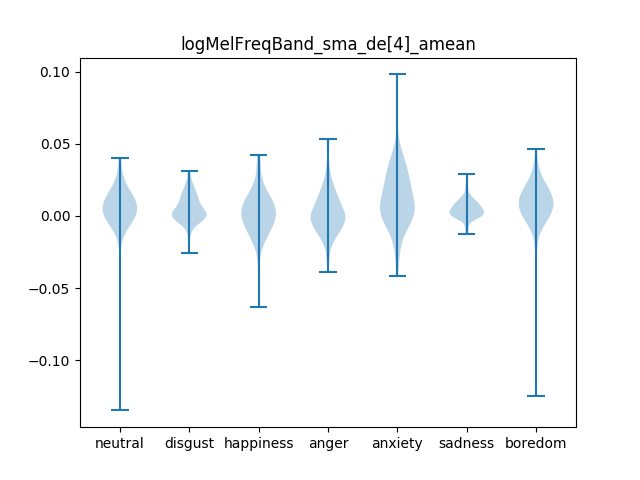 logMelFreqBand_sma_de[4]_amean
0.10
0.05
0.00
−0.05
−0.10
neutral disgust happiness anger anxiety sadness boredom